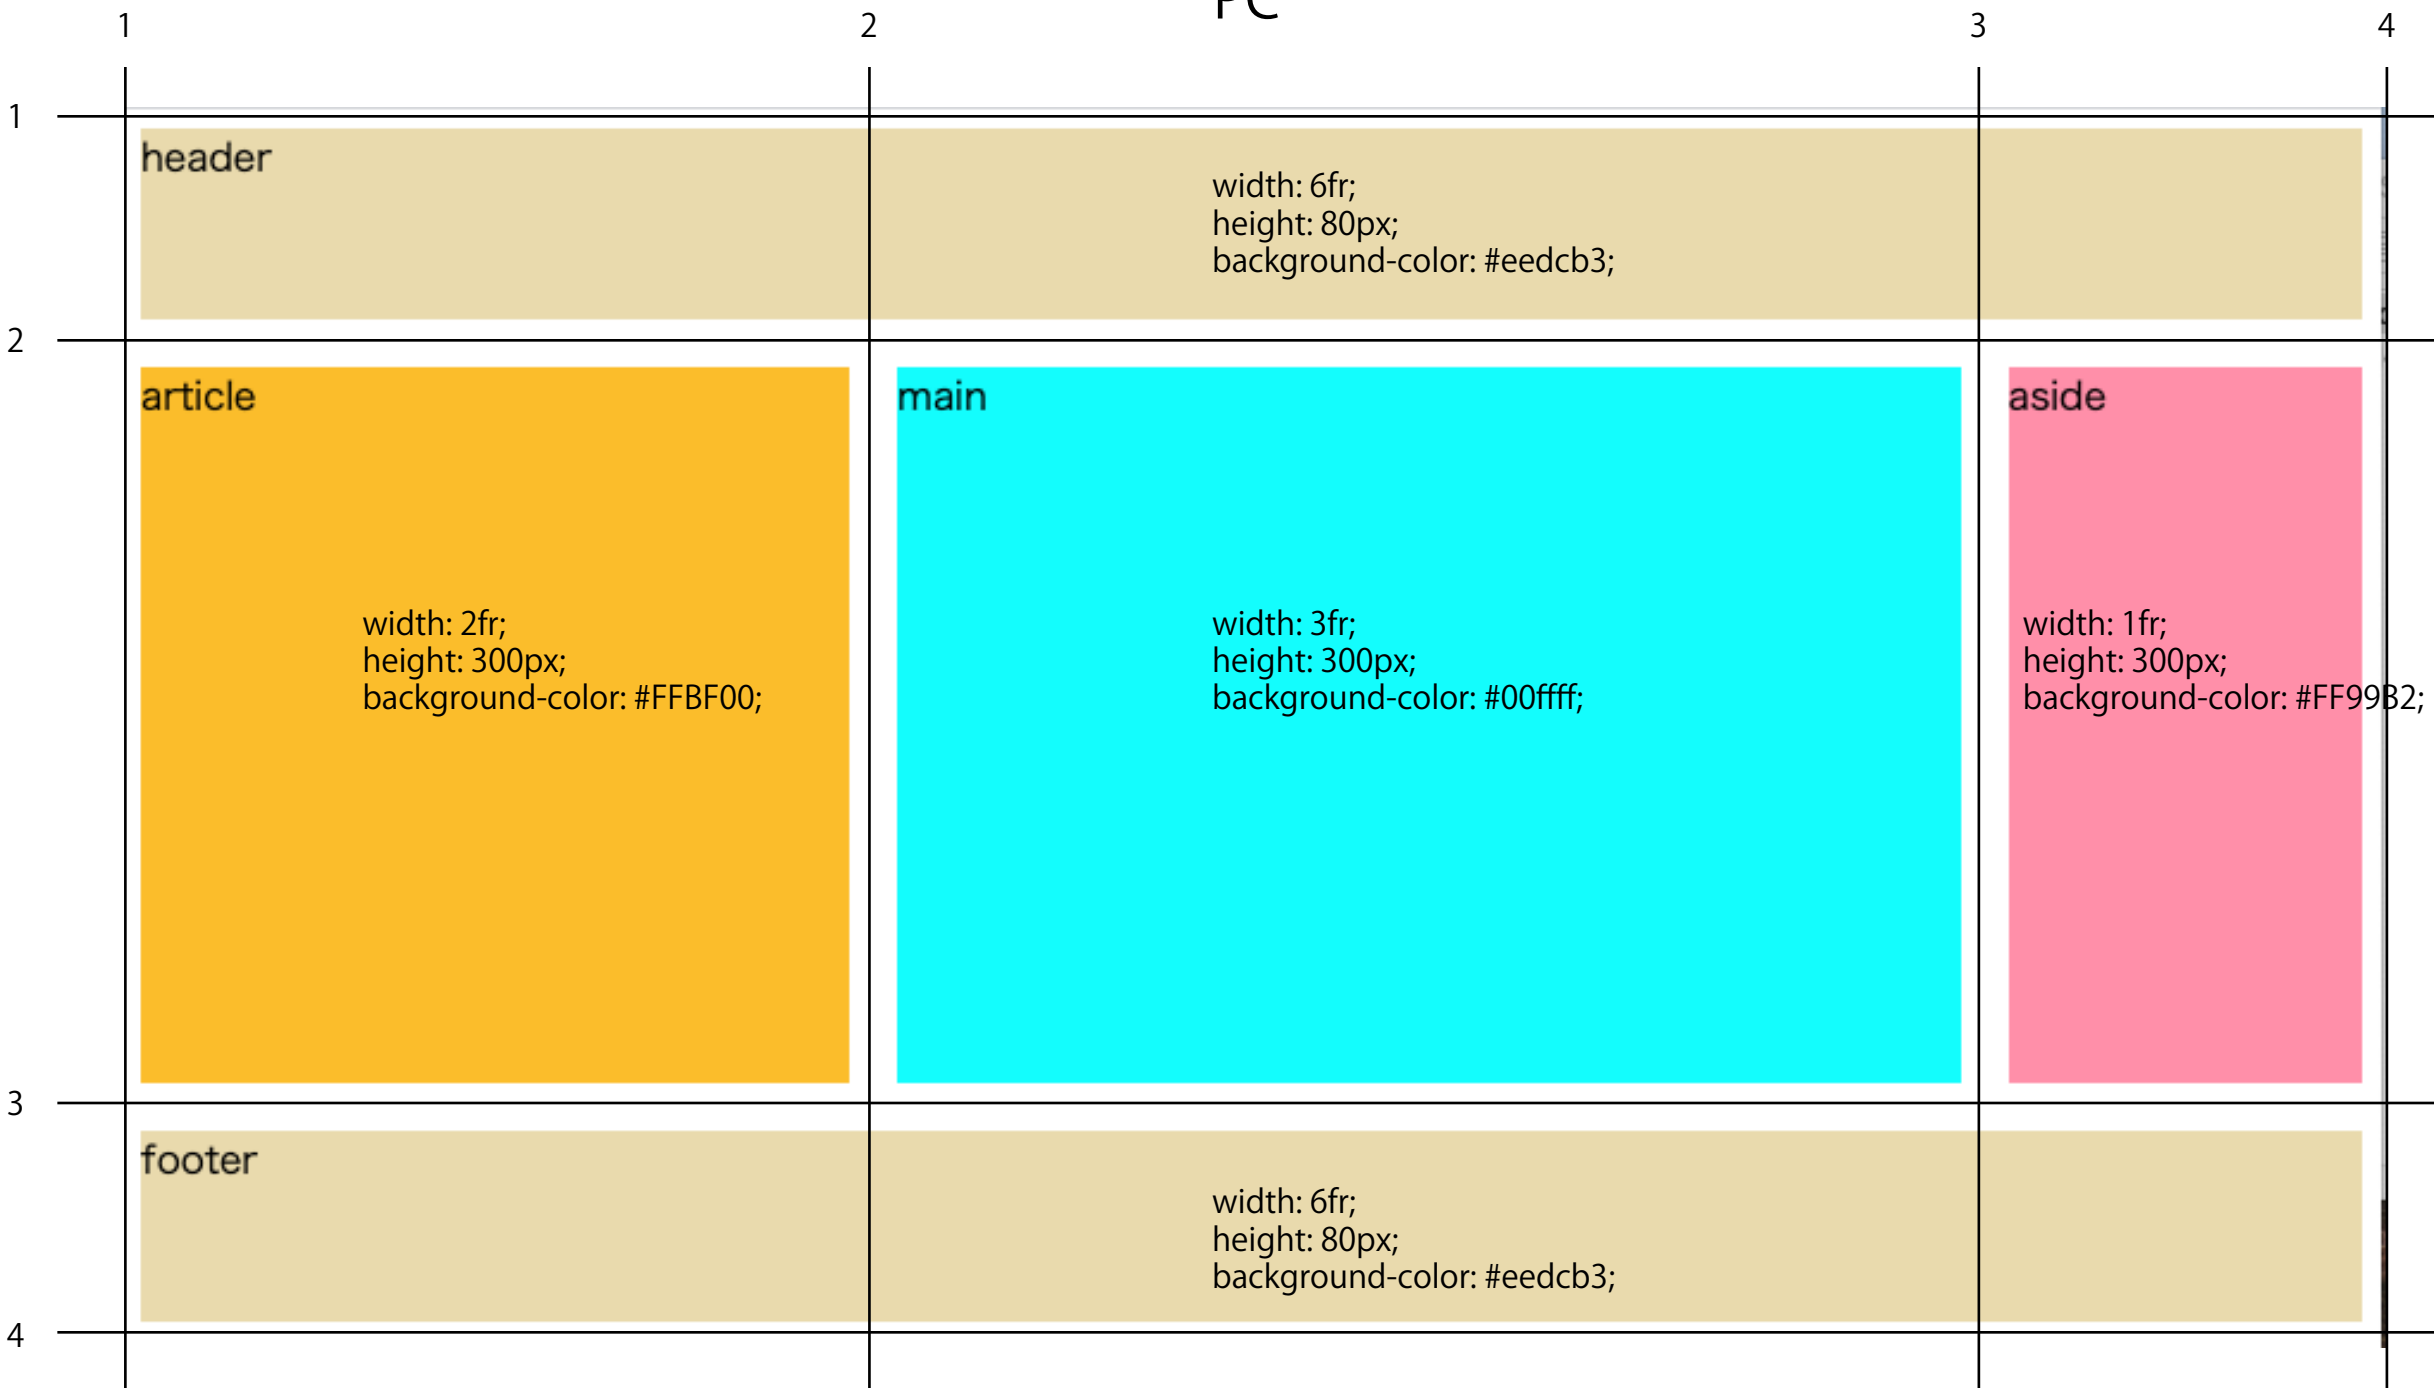 PC
1 2 3 4
1
header
width: 6fr;
height: 80px;
background-color: #eedcb3;
2
article main aside
width: 2fr; width: 3fr; width: 1fr;
height: 300px; height: 300px; height: 300px;
background-color: #FFBF00; background-color: #00ffff; background-color: #FF99B2;
3
footer
width: 6fr;
height: 80px;
background-color: #eedcb3;
4